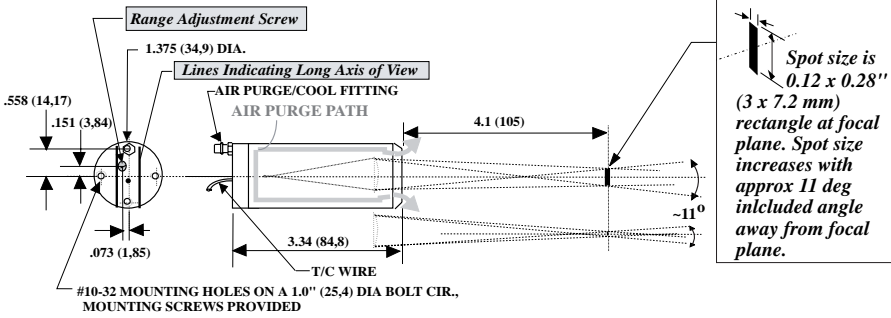 Range Adjustment Screw
1.375 (34,9) DIA.
Lines Indicating Long Axis of View
AIR PURGE/COOL FITTING
AIR PURGE PATH
.558 (14,17)
.151 (3,84)
4.1 (105)
~11º
3.34 (84,8)
.073 (1,85)
T/C WIRE
#10-32 MOUNTING HOLES ON A 1.0" (25,4) DIA BOLT CIR.,
MOUNTING SCREWS PROVIDED
Spot size is
0.12 x 0.28"
(3 x 7.2 mm)
rectangle at focal
plane. Spot size
increases with
approx 11 deg
inlcluded angle
away from focal
plane.